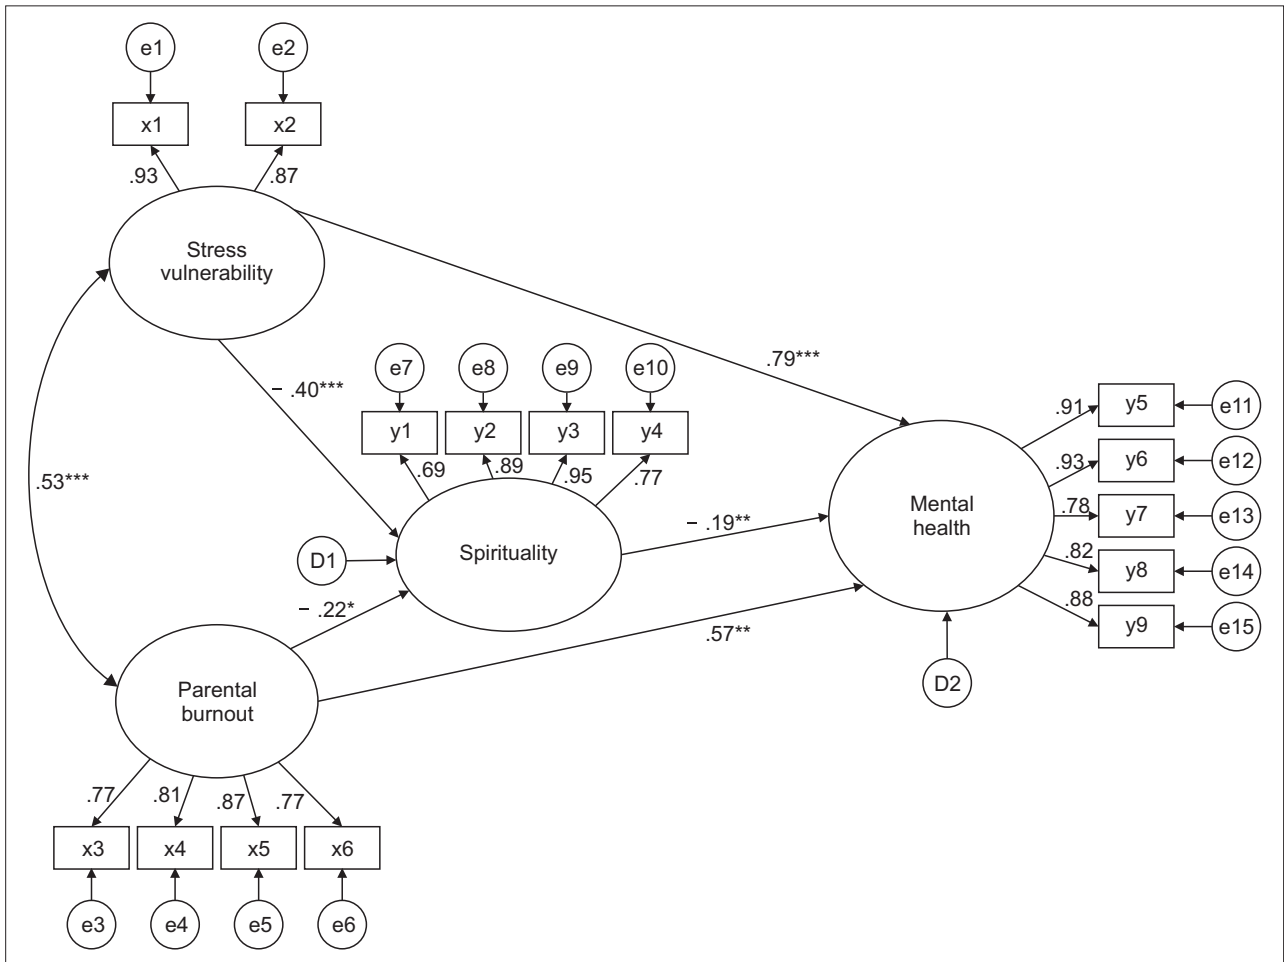 e1 e2
x1 x2
.93 .87
Stress
vulnerability
.79***
− .40***
.53***
e7 e8 e9 e10
y1 y2 y3 y4
.69 .89 .95 .77
Spirituality
D1
− .19**
− .22*
.57**
Mental
health
D2
.91 y5 e11
.93 y6 e12
.78 y7 e13
.82 y8 e14
.88 y9 e15
Parental
burnout
.77 .81 .87 .77
x3 x4 x5 x6
e3 e4 e5 e6